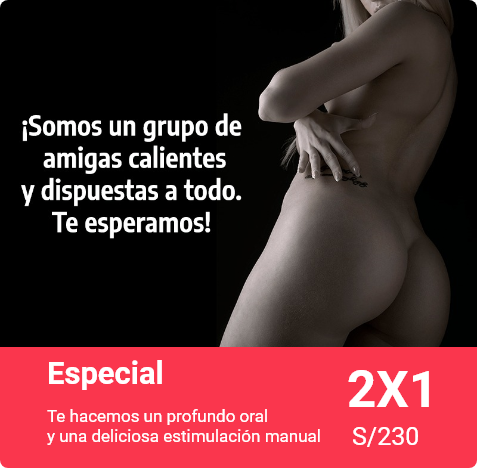 ¡Somos un grupo de
amigas calientes
y dispuestas a todo.
Te esperamos!
Especial
Te hacemos un profundo oral
y una deliciosa estimulación manual
2X1
S/230